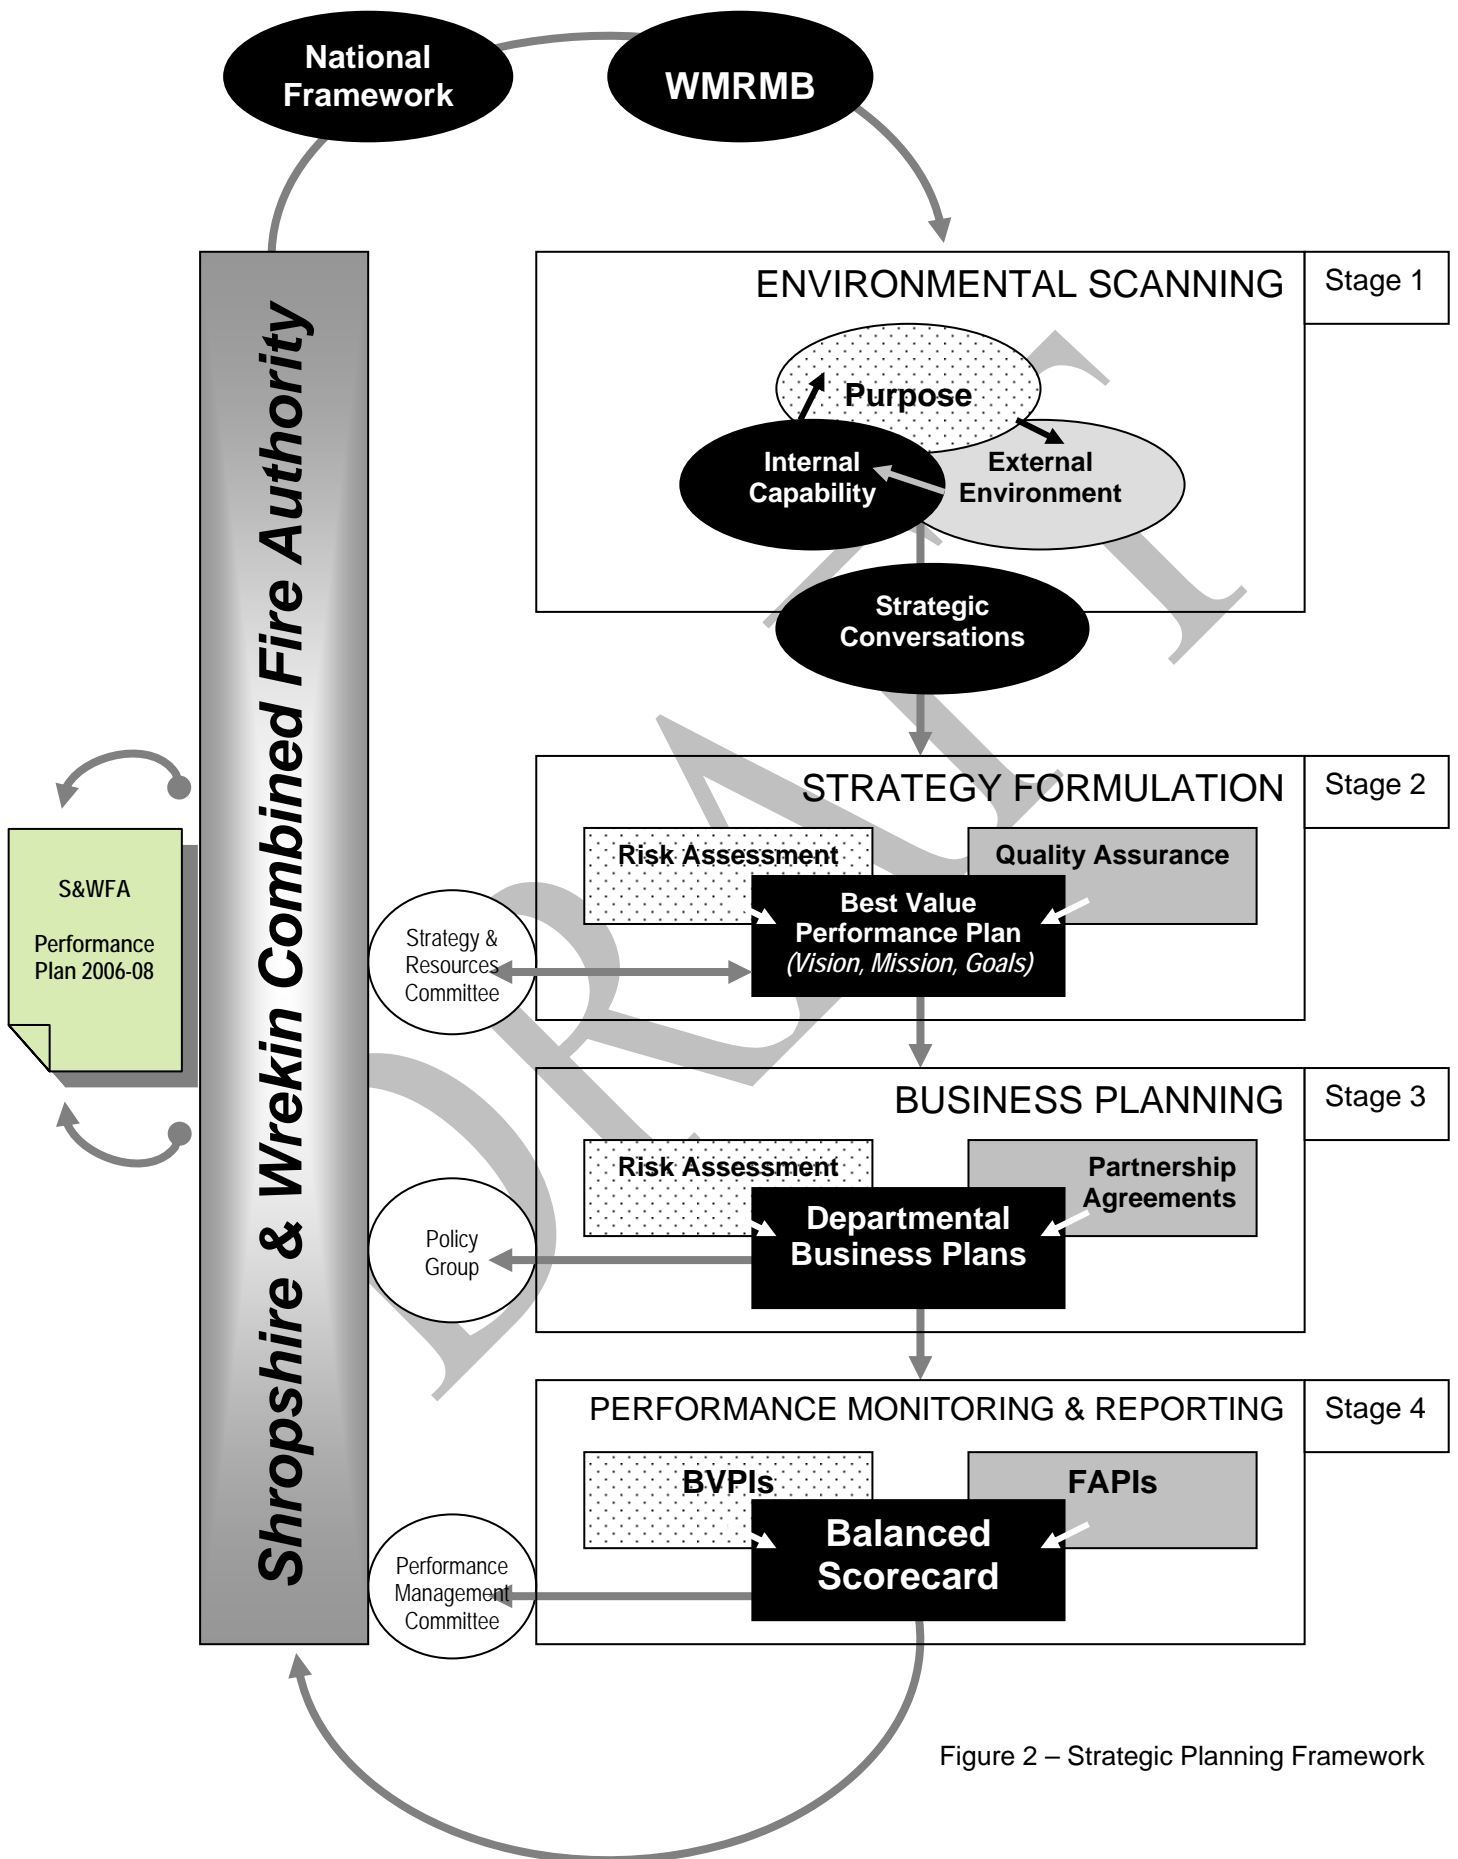 National
Framework
WMRMB
Shropshire & Wrekin Combined Fire Authority
ENVIRONMENTAL SCANNING
Stage 1
Purpose
Internal
Capability
External
Environment
Strategic
Conversations
STRATEGY FORMULATION
Stage 2
Risk Assessment
Quality Assurance
Best Value
Performance Plan
(Vision, Mission, Goals)
Strategy &
Resources
Committee
S&WFA
Performance
Plan 2006-08
BUSINESS PLANNING
Stage 3
Risk Assessment
Partnership
Agreements
Departmental
Business Plans
Policy
Group
PERFORMANCE MONITORING & REPORTING
Stage 4
BVPIs
FAPIs
Balanced
Scorecard
Performance
Management
Committee
DRAFT
Figure 2 – Strategic Planning Framework